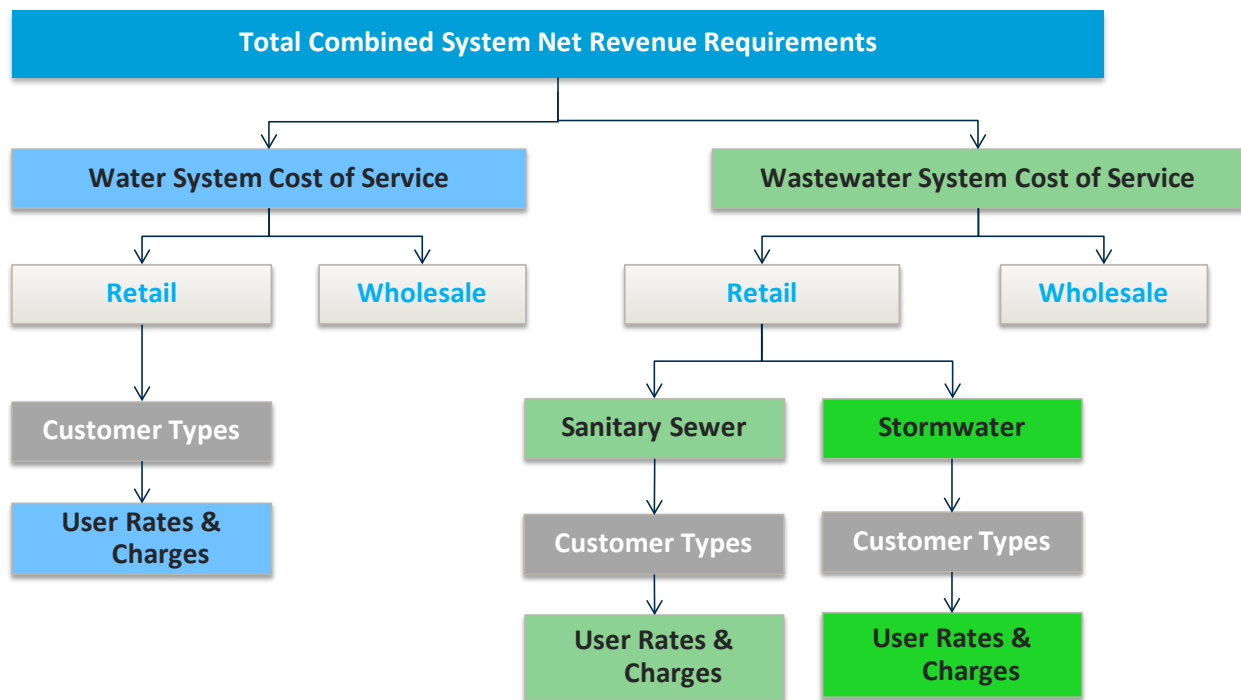 Total Combined System Net Revenue Requirements
Water System Cost of Service
Wastewater System Cost of Service
Retail
Wholesale
Retail
Wholesale
Customer Types
Sanitary Sewer
Stormwater
User Rates &
Charges
Customer Types
Customer Types
User Rates &
Charges
User Rates &
Charges